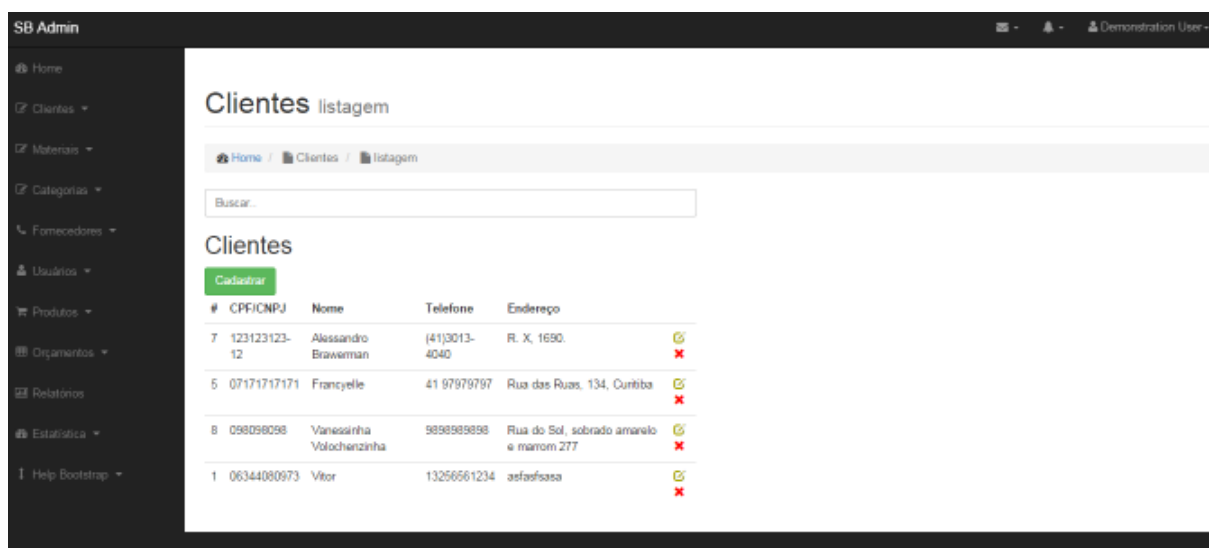 SB Admin
Demonstration User
Home
Clientes
Materiais
Categorias
Fornecedores
Usuários
Produtos
Orçamentos
Relatórios
Estatística
Help Bootstrap
Clientes listagem
Home / Clientes / listagem
Buscar...
Clientes
Cadastrar
# CPF/CNPJ Nome Telefone Endereço
7 123123123- Alessandro (41)3013- R. X, 1690.
12 Brawerman 4040
5 07171717171 Francyelle 41 97979797 Rua das Ruas, 134, Curitiba
8 098098098 Vanessinha 9898989898 Rua do Sol, sobrado amarelo
Volochenzinha e marrom 277
1 06344080973 Vitor 13256561234 asfasfsasa